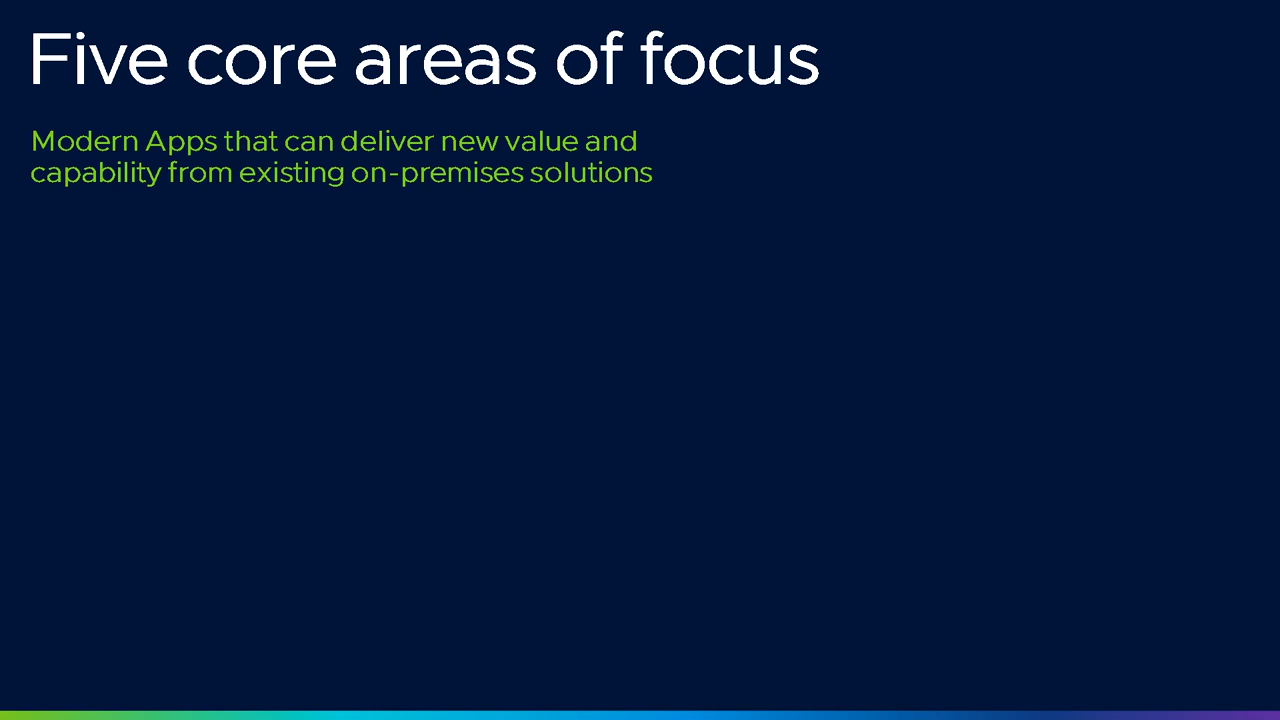 Five core areas of focus
Modern Apps that can deliver new value and
capability from existing on-premises solutions